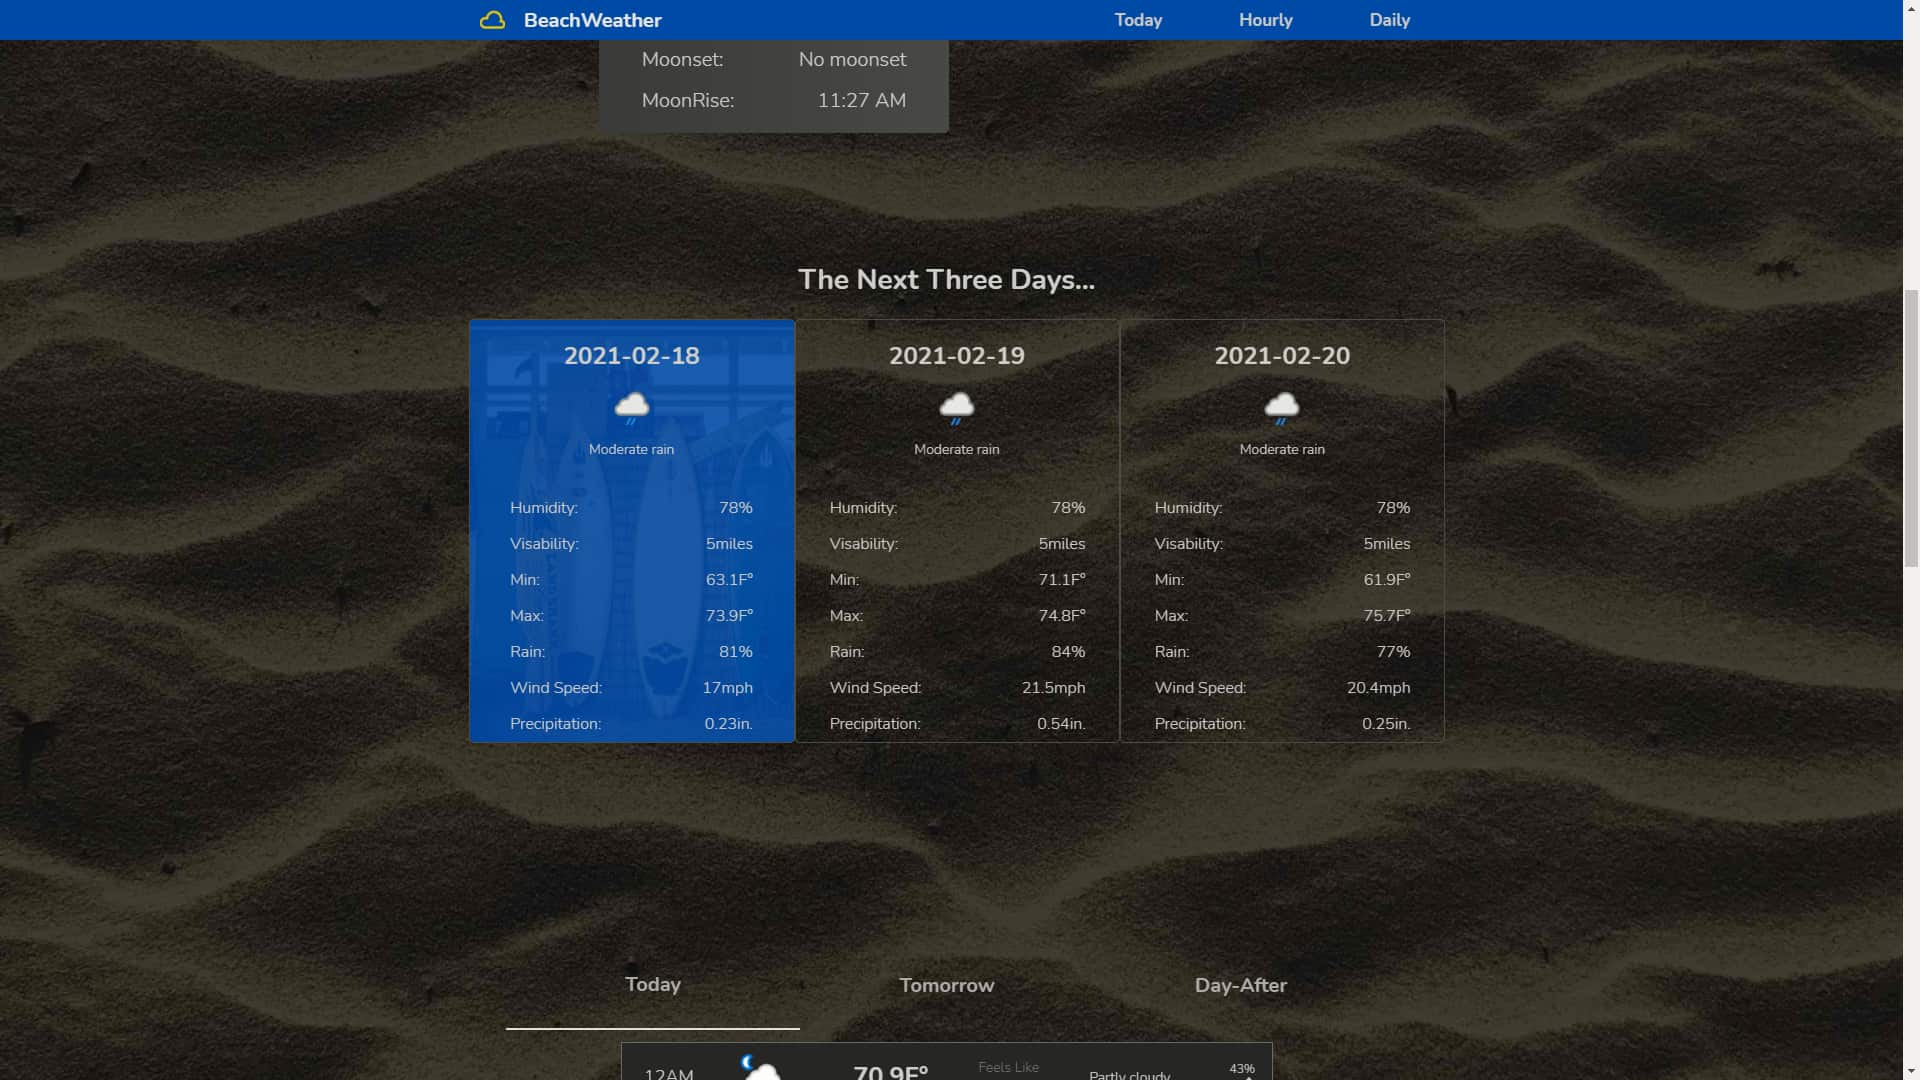 BeachWeather Today Hourly Daily
Moonset: No moonset
MoonRise: 11:27 AM
The Next Three Days...
2021-02-18
Moderate rain
Humidity: 78%
Visability: 5miles
Min: 63.1F°
Max: 73.9F°
Rain: 81%
Wind Speed: 17mph
Precipitation: 0.23in.
2021-02-19
Moderate rain
Humidity: 78%
Visability: 5miles
Min: 71.1F°
Max: 74.8F°
Rain: 84%
Wind Speed: 21.5mph
Precipitation: 0.54in.
2021-02-20
Moderate rain
Humidity: 78%
Visability: 5miles
Min: 61.9F°
Max: 75.7F°
Rain: 77%
Wind Speed: 20.4mph
Precipitation: 0.25in.
Today Tomorrow Day-After
12AM 70.9F° Feels Like Partly cloudy 43%